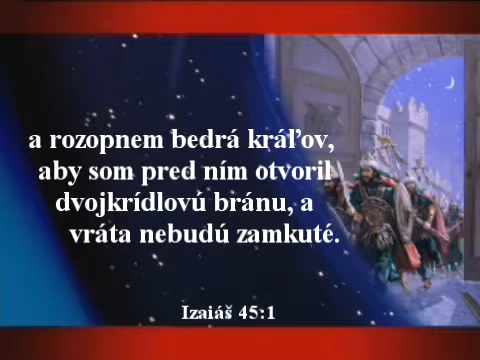 a rozopnem bedrá kráľov,
aby som pred ním otvoril
dvojkrídlovú bránu, a
vráta nebudú zamkuté.
Izaiáš 45:1